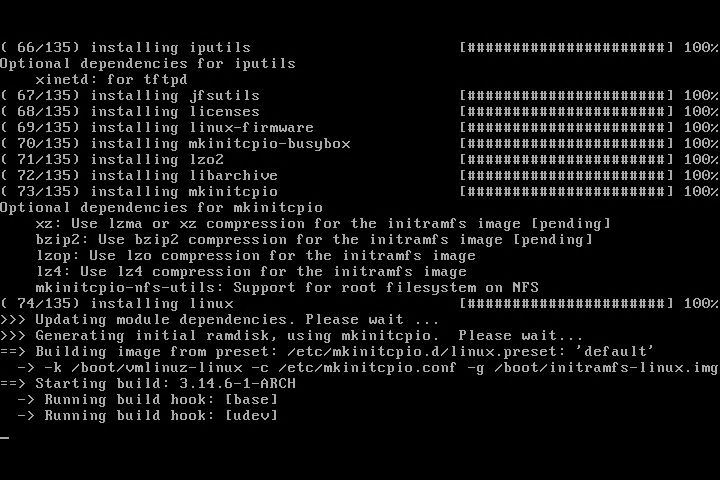 ( 66/135) installing iputils [######################] 100%
Optional dependencies for iputils
xinetd: for tftpd
( 67/135) installing jfsutils [######################] 100%
( 68/135) installing licenses [######################] 100%
( 69/135) installing linux-firmware [######################] 100%
( 70/135) installing mkinitcpio-busybox [######################] 100%
( 71/135) installing lzo2 [######################] 100%
( 72/135) installing libarchive [######################] 100%
( 73/135) installing mkinitcpio [######################] 100%
Optional dependencies for mkinitcpio
xz: Use lzma or xz compression for the initramfs image [pending]
bzip2: Use bzip2 compression for the initramfs image [pending]
lzop: Use lzo compression for the initramfs image
lz4: Use lz4 compression for the initramfs image
mkinitcpio-nfs-utils: Support for root filesystem on NFS
( 74/135) installing linux [######################] 100%
>>> Updating module dependencies. Please wait ...
>>> Generating initial ramdisk, using mkinitcpio.  Please wait...
==> Building image from preset: /etc/mkinitcpio.d/linux.preset: 'default'
-> -k /boot/vmlinuz-linux -c /etc/mkinitcpio.conf -g /boot/initramfs-linux.img
==> Starting build: 3.14.6-1-ARCH
-> Running build hook: [base]
-> Running build hook: [udev]
_